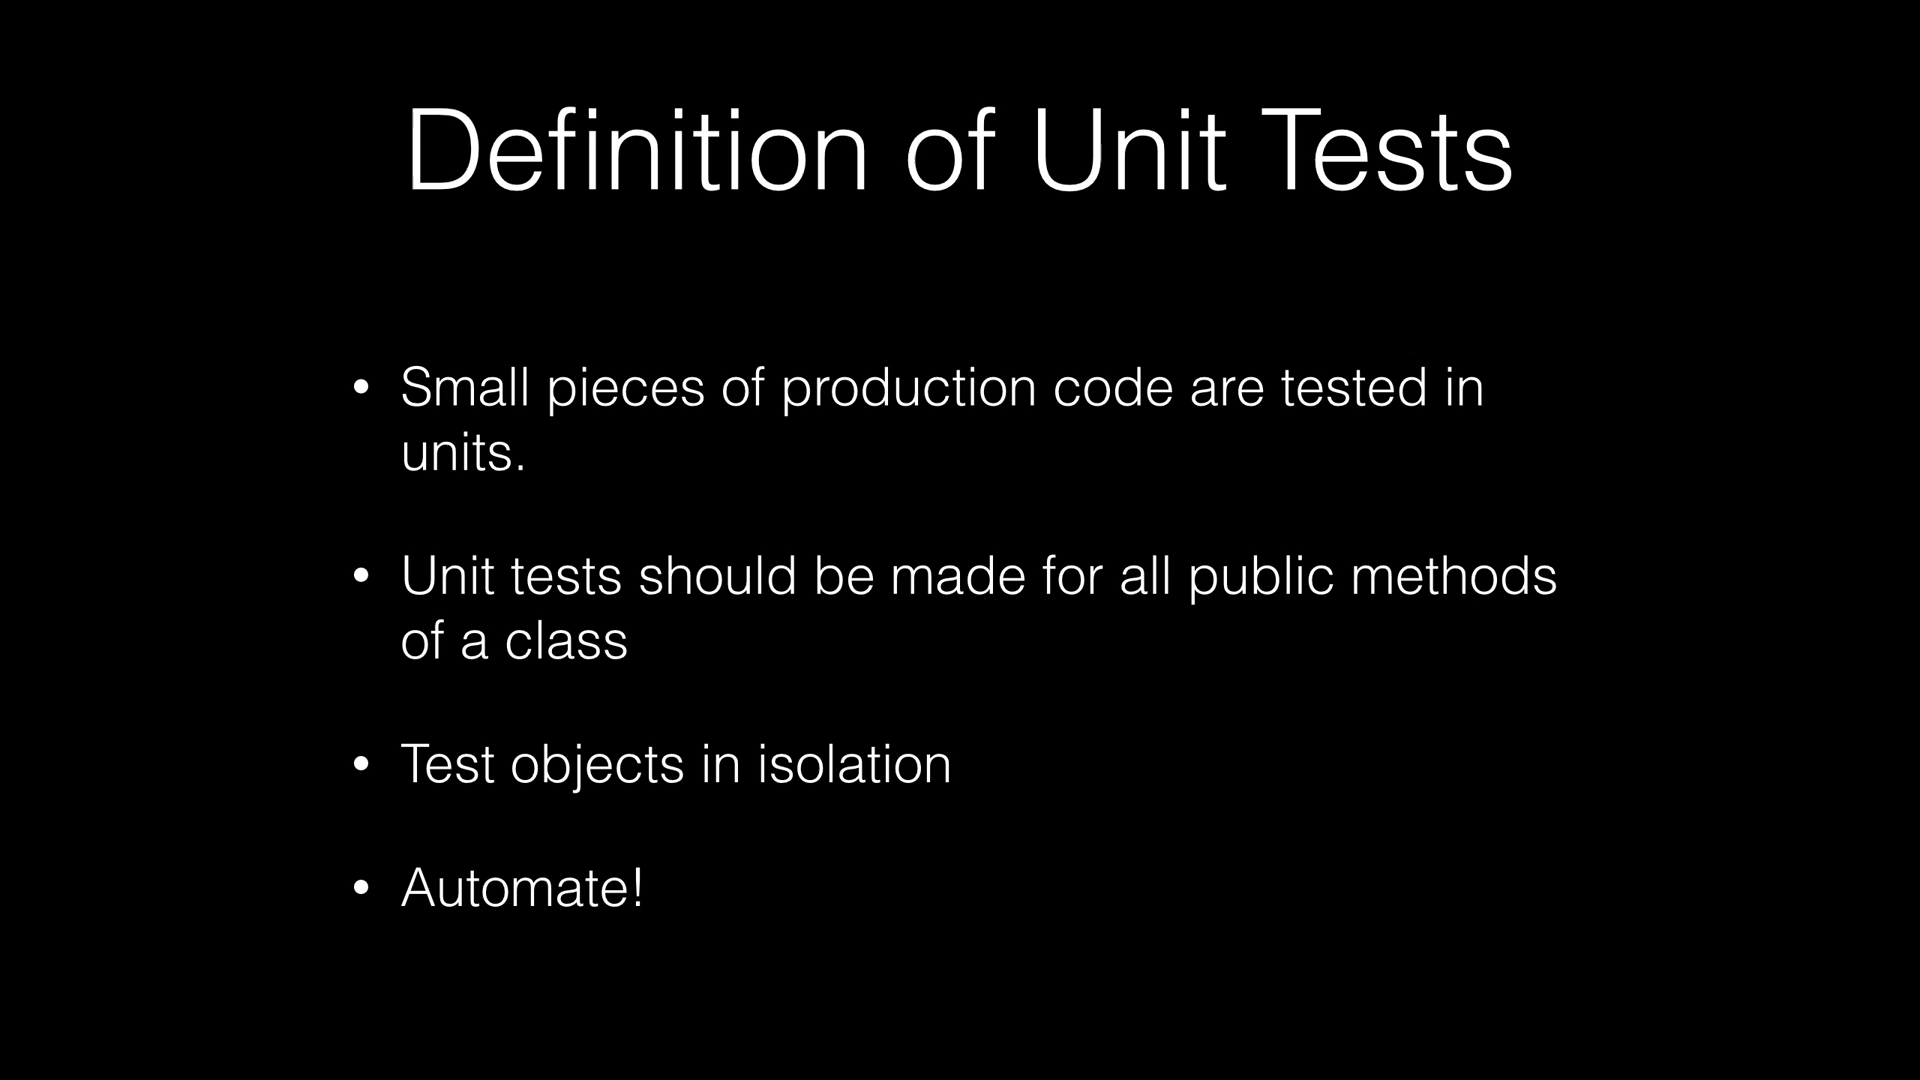 Definition of Unit Tests
• Small pieces of production code are tested in
units.
• Unit tests should be made for all public methods
of a class
• Test objects in isolation
• Automate!